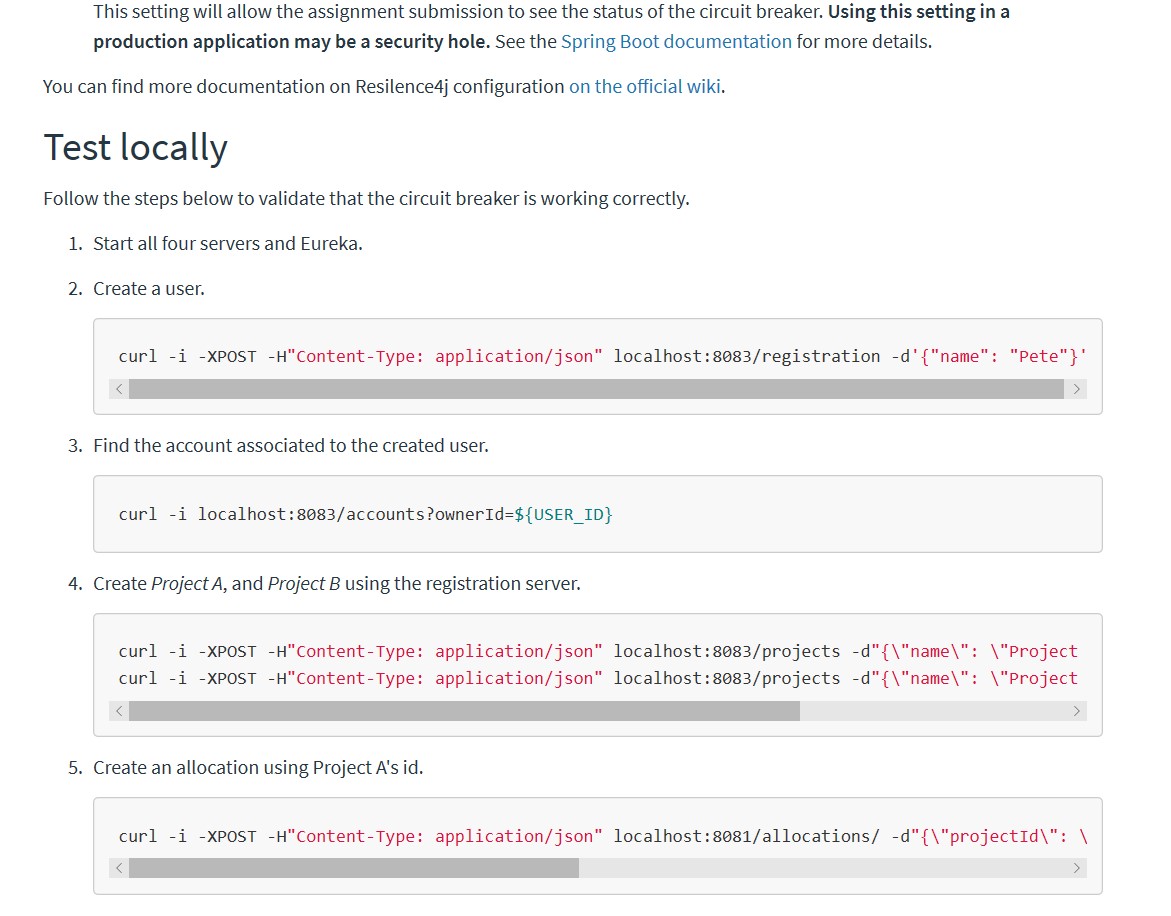 This setting will allow the assignment submission to see the status of the circuit breaker. Using this setting in a
production application may be a security hole. See the Spring Boot documentation for more details.
You can find more documentation on Resilence4j configuration on the official wiki.
Test locally
Follow the steps below to validate that the circuit breaker is working correctly.
1. Start all four servers and Eureka.
2. Create a user.
curl -i -XPOST -H"Content-Type: application/json" localhost:8083/registration -d'{"name": "Pete"}'
3. Find the account associated to the created user.
curl -i localhost:8083/accounts?ownerId=${USER_ID}
4. Create Project A, and Project B using the registration server.
curl -i -XPOST -H"Content-Type: application/json" localhost:8083/projects -d"{\"name\": \"Project
curl -i -XPOST -H"Content-Type: application/json" localhost:8083/projects -d"{\"name\": \"Project
5. Create an allocation using Project A's id.
curl -i -XPOST -H"Content-Type: application/json" localhost:8081/allocations/ -d"{\"projectId\": \